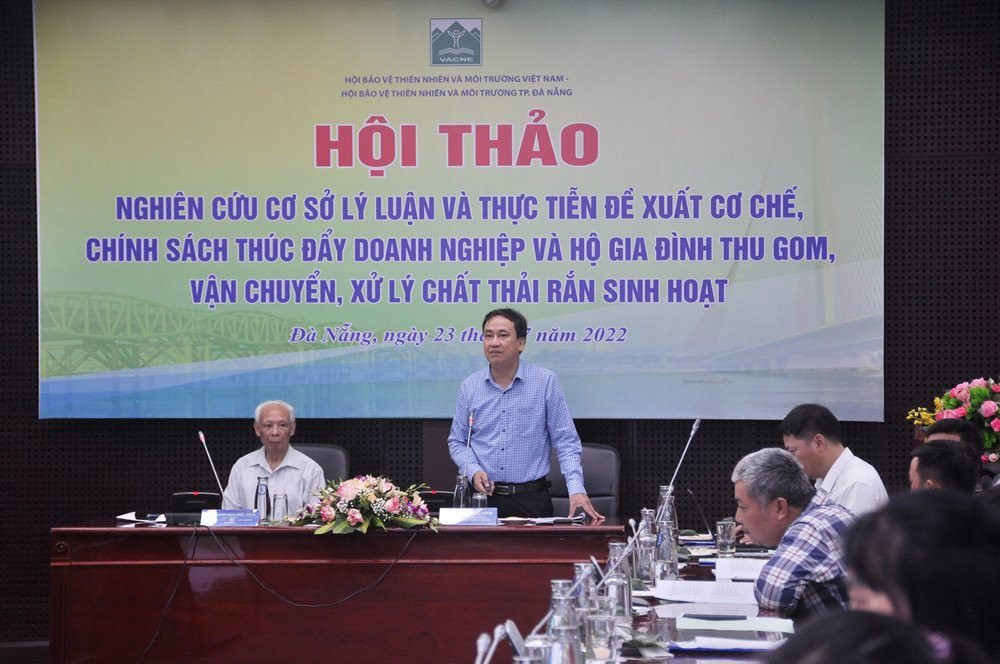 VACNE
HỘI BẢO VỆ THIÊN NHIÊN VÀ MÔI TRƯỜNG VIỆT NAM -
HỘI BẢO VỆ THIÊN NHIÊN VÀ MÔI TRƯỜNG TP. ĐÀ NẴNG
HỘI THẢO
NGHIÊN CỨU CƠ SỞ LÝ LUẬN VÀ THỰC TIỄN ĐỀ XUẤT CƠ CHẾ,
CHÍNH SÁCH THÚC ĐẨY DOANH NGHIỆP VÀ HỘ GIA ĐÌNH THU GOM,
VẬN CHUYỂN, XỬ LÝ CHẤT THẢI RẮN SINH HOẠT
Đà Nẵng, ngày 23 thá 7 năm 2022